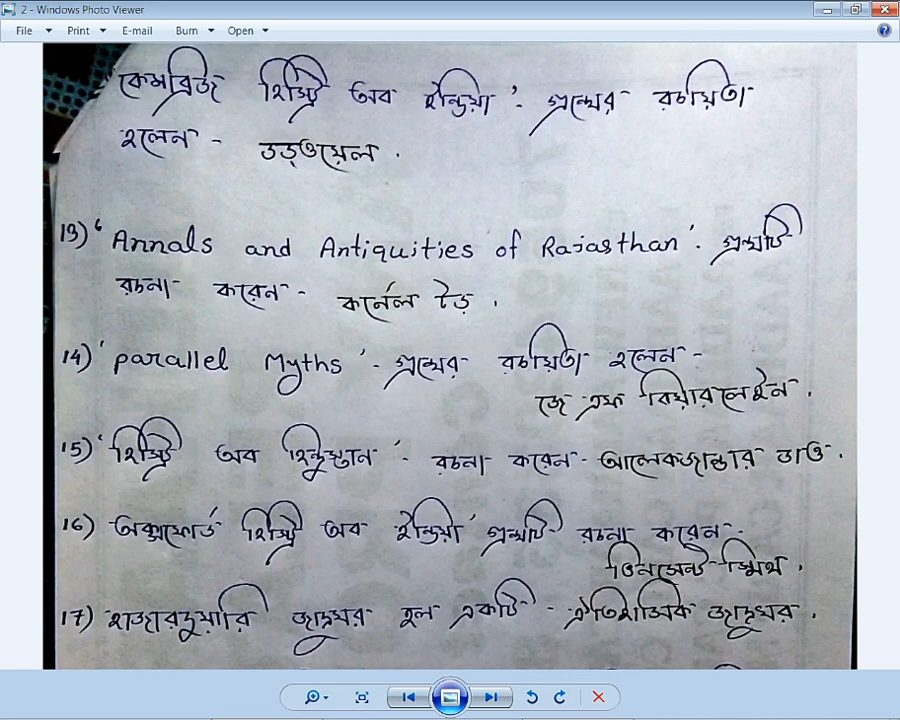 2 - Windows Photo Viewer
File Print E-mail Burn Open
'কেমব্রিজ হিস্ট্রি অব ইন্ডিয়া'- গ্রন্থের রচয়িতা
হলেন - ডডওয়েল.
13) 'Annals and Antiquities of Rajasthan'. গ্রন্থটি
রচনা করেন - কর্নেল টড়.
14) 'parallel Myths' - গ্রন্থের রচয়িতা হলেন -
জে এফ বিয়ারলেইন.
15) 'হিস্ট্রি অব হিন্দুস্তান' - রচনা করেন - আলেকজান্ডার ডাও.
16) অক্সফোর্ড হিস্ট্রি অব ইন্ডিয়া' গ্রন্থটি রচনা করেন -
ভিনসেন্ট স্মিথ.
17) হাজারদুয়ারি জাদুঘর হল একটি - ঐতিহাসিক জাদুঘর.